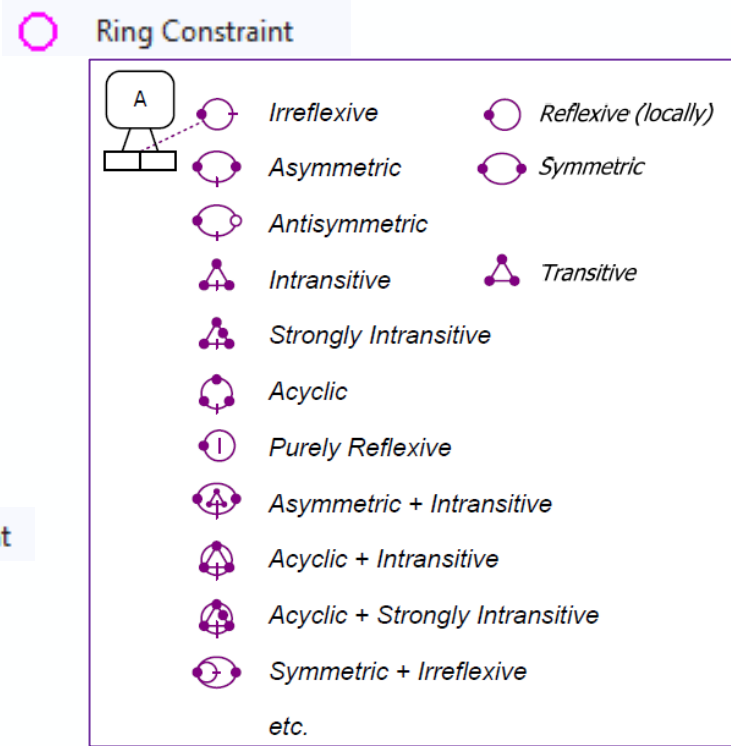 Ring Constraint
A
Irreflexive
Reflexive (locally)
Asymmetric
Symmetric
Antisymmetric
Intransitive
Transitive
Strongly Intransitive
Acyclic
Purely Reflexive
Asymmetric + Intransitive
t
Acyclic + Intransitive
Acyclic + Strongly Intransitive
Symmetric + Irreflexive
etc.